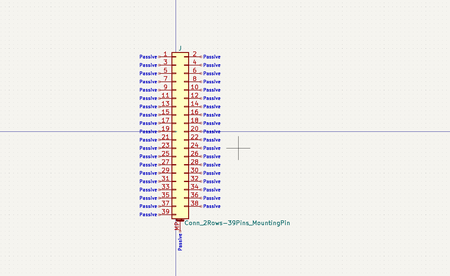 J
Passive 1 2 Passive
Passive 3 4 Passive
Passive 5 6 Passive
Passive 7 8 Passive
Passive 9 10 Passive
Passive 11 12 Passive
Passive 13 14 Passive
Passive 15 16 Passive
Passive 17 18 Passive
Passive 19 20 Passive
Passive 21 22 Passive
Passive 23 24 Passive
Passive 25 26 Passive
Passive 27 28 Passive
Passive 29 30 Passive
Passive 31 32 Passive
Passive 33 34 Passive
Passive 35 36 Passive
Passive 37 38 Passive
Passive 39
Conn_2Rows-39Pins_MountingPin
MP
Passive